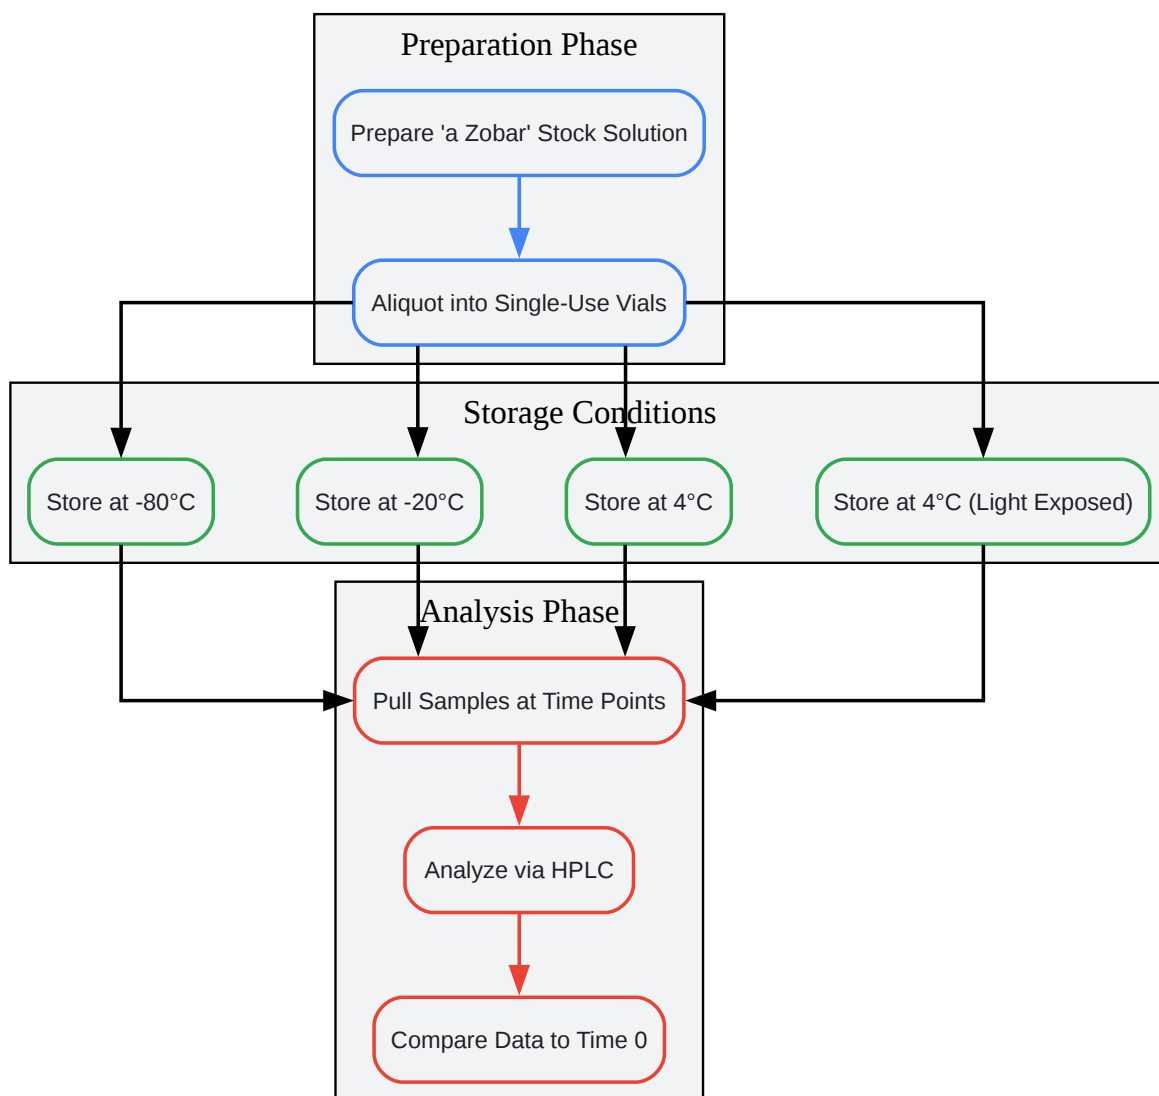 Preparation Phase
Prepare 'a Zobar' Stock Solution
Aliquot into Single-Use Vials
Storage Conditions
Store at -80°C
Store at -20°C
Store at 4°C
Store at 4°C (Light Exposed)
Analysis Phase
Pull Samples at Time Points
Analyze via HPLC
Compare Data to Time 0